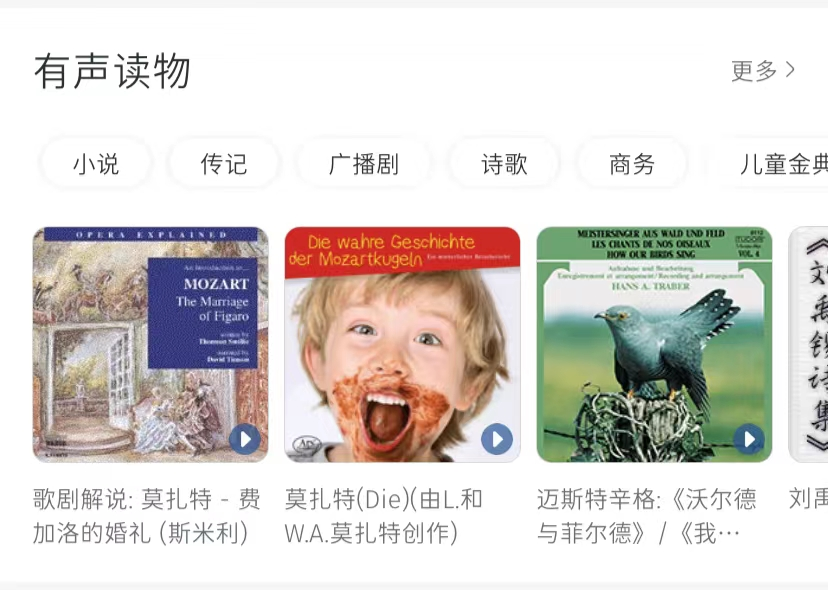 有声读物
更多
小说
传记
广播剧
诗歌
商务
儿童金典
OPERA EXPLAINED
An Introduction to...
MOZART
The Marriage
of Figaro
written by
Thomson Smillie
narrated by
David Timson
Die wahre Geschichte
der Mozartkugeln
MEISTERSINGER AUS WALD UND FELD
LES CHANTS DE NOS OISEAUX
HOW OUR BIRDS SING
VOL. 4
Aufnahme und Bearbeitung
Enregistrement et arrangement/Recording and arrangement
HANS A. TRABER
《刘禹锡诗集》
歌剧解说: 莫扎特 - 费
加洛的婚礼 (斯米利)
莫扎特(Die)(由L.和
W.A.莫扎特创作)
迈斯特辛格:《沃尔德
与菲尔德》/《我…
刘禹